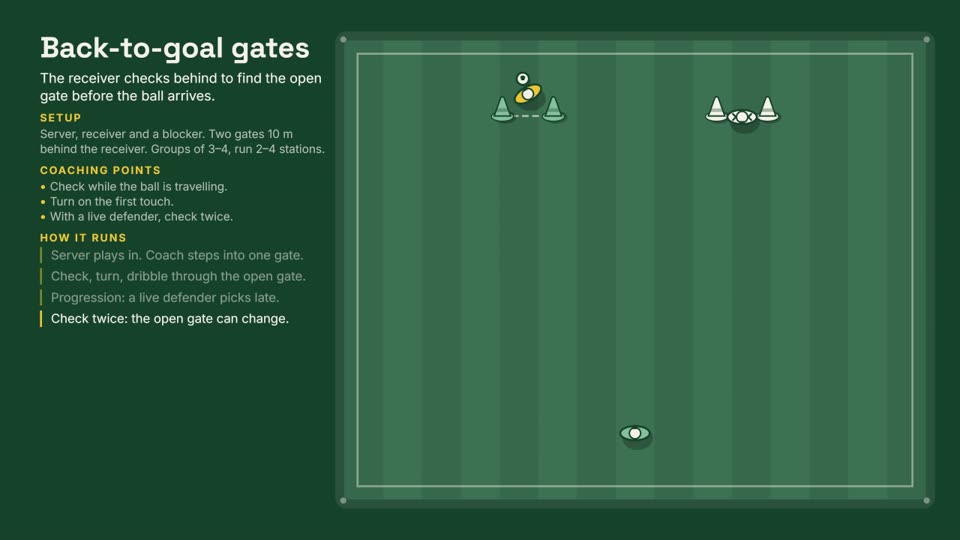 Back-to-goal gates
The receiver checks behind to find the open
gate before the ball arrives.
SETUP
Server, receiver and a blocker. Two gates 10 m
behind the receiver. Groups of 3–4, run 2–4 stations.
COACHING POINTS
• Check while the ball is travelling.
• Turn on the first touch.
• With a live defender, check twice.
HOW IT RUNS
Server plays in. Coach steps into one gate.
Check, turn, dribble through the open gate.
Progression: a live defender picks late.
Check twice: the open gate can change.